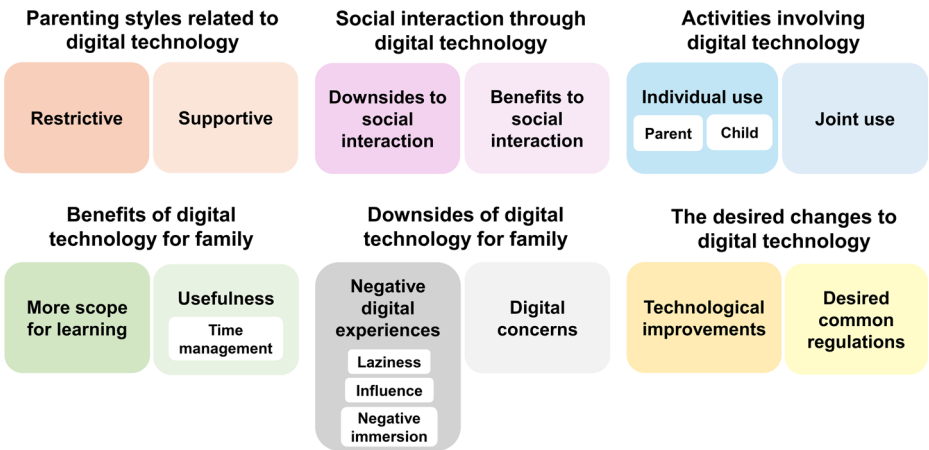 Parenting styles related to
digital technology
Restrictive
Supportive
Social interaction through
digital technology
Downsides to
social
interaction
Benefits to
social
interaction
Activities involving
digital technology
Individual use
Parent
Child
Joint use
Benefits of digital
technology for family
More scope
for learning
Usefulness
Time
management
Downsides of digital
technology for family
Negative
digital
experiences
Laziness
Influence
Negative
immersion
Digital
concerns
The desired changes to
digital technology
Technological
improvements
Desired
common
regulations